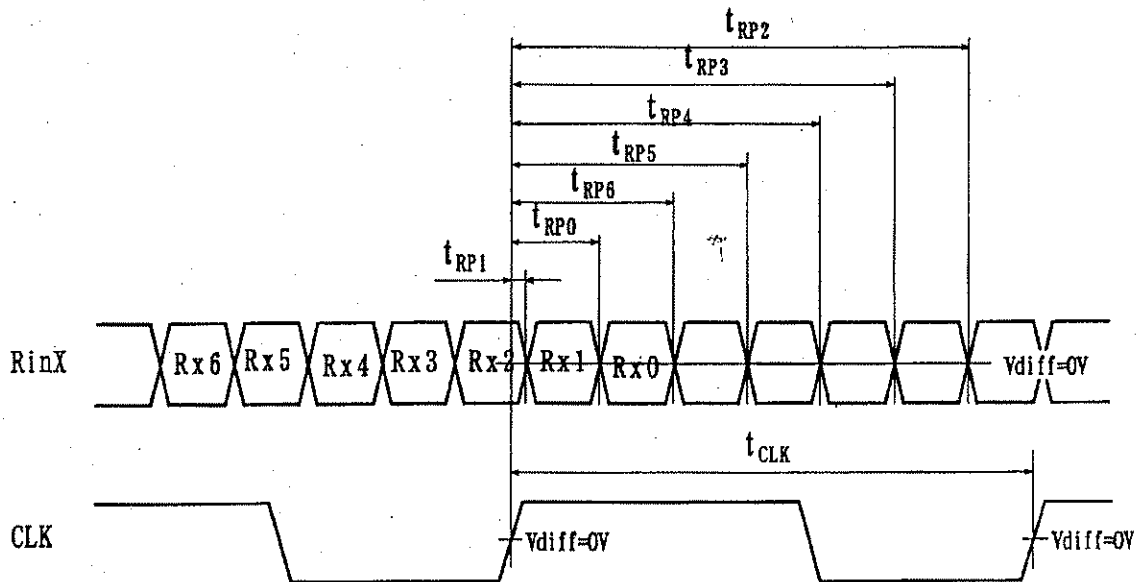 tRP2
tRP3
tRP4
tRP5
tRP6
tRP0
tRP1
RinX
Rx6 Rx5 Rx4 Rx3 Rx2 Rx1 Rx0 Vdiff=0V
tCLK
CLK
Vdiff=0V Vdiff=0V